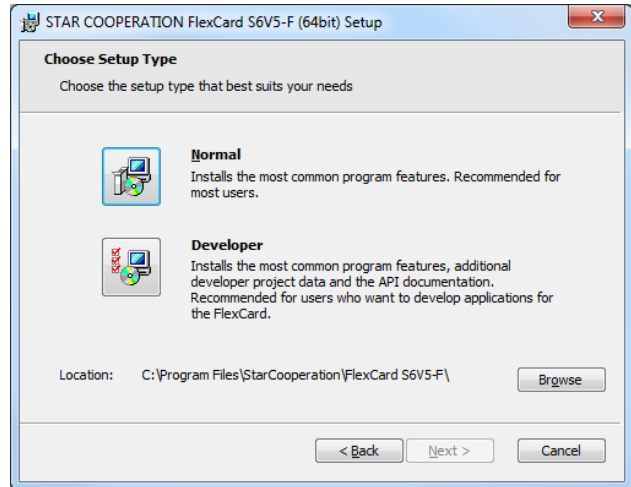 STAR COOPERATION FlexCard S6V5-F (64bit) Setup
Choose Setup Type
Choose the setup type that best suits your needs
Normal
Installs the most common program features. Recommended for
most users.
Developer
Installs the most common program features, additional
developer project data and the API documentation.
Recommended for users who want to develop applications for
the FlexCard.
Location: C:\Program Files\StarCooperation\FlexCard S6V5-F\ Browse
< Back Next > Cancel